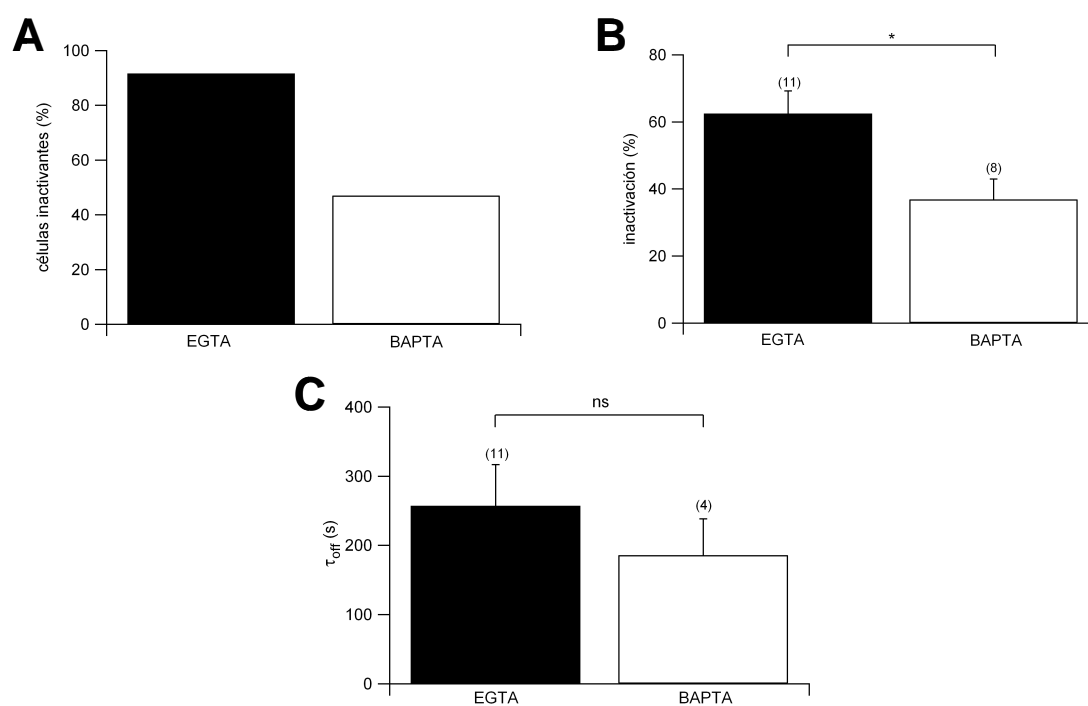 A
células inactivantes (%)
100
80
60
40
20
0
EGTA BAPTA
B
inactivación (%)
80
60
40
20
0
*
(11)
(8)
EGTA BAPTA
C
τoff (s)
400
300
200
100
0
ns
(11)
(4)
EGTA BAPTA